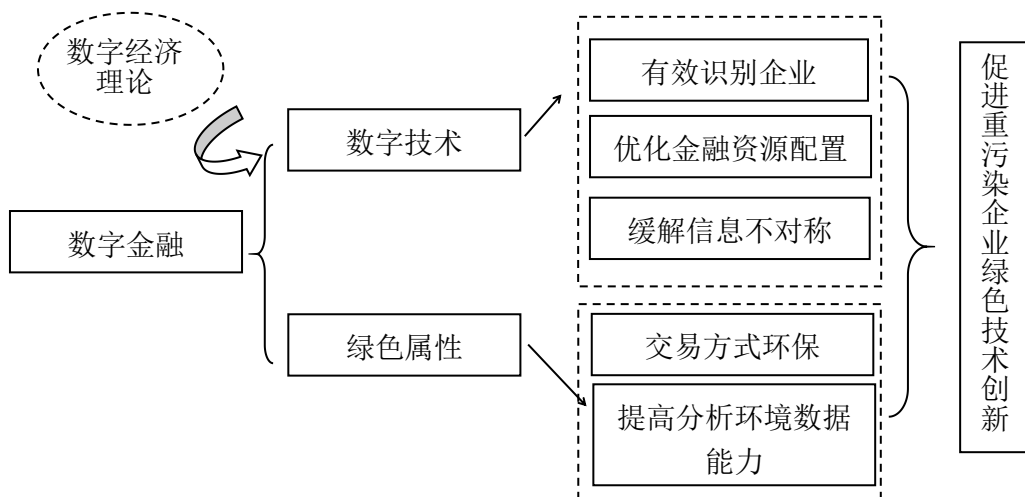 数字经济
理论
数字金融
数字技术
绿色属性
有效识别企业
优化金融资源配置
缓解信息不对称
交易方式环保
提高分析环境数据
能力
促进重污染企业绿色技术创新